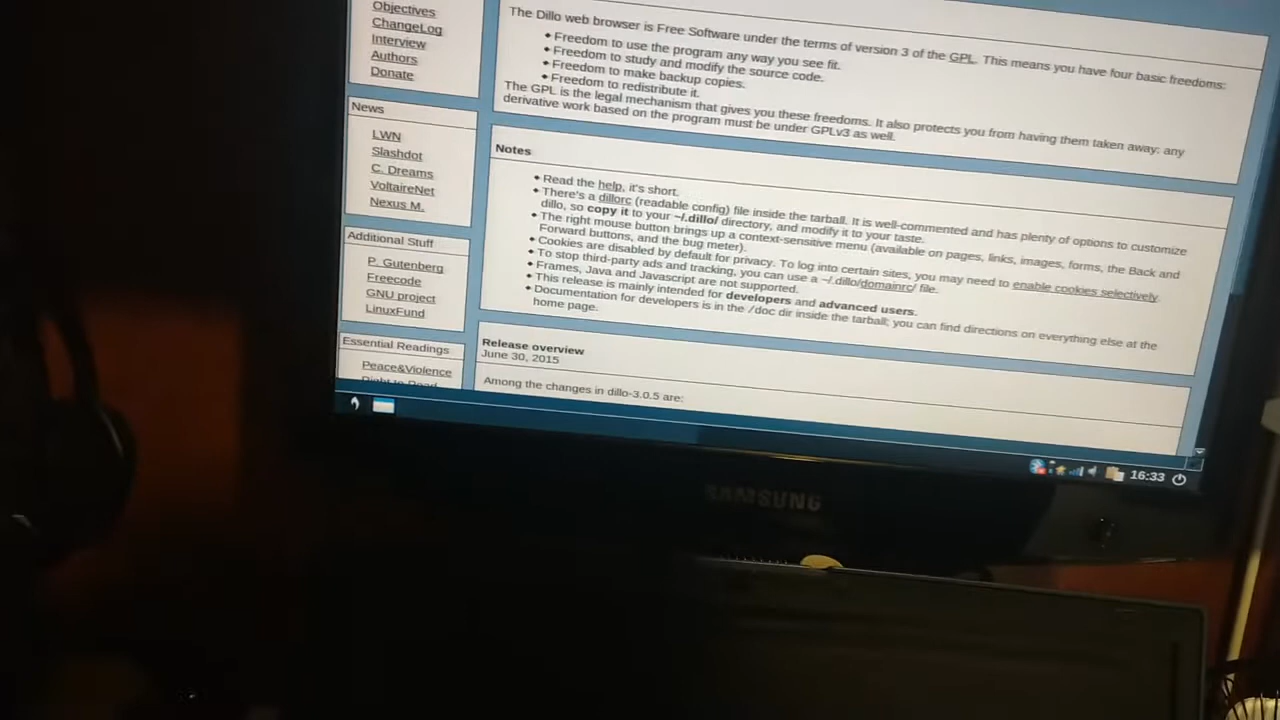 Objectives
ChangeLog
Interview
Authors
Donate
News
LWN
Slashdot
C. Dreams
VoltaireNet
Nexus M.
Additional Stuff
P. Gutenberg
Freecode
GNU project
LinuxFund
Essential Readings
Peace&Violence
Right to Read
The Dillo web browser is Free Software under the terms of version 3 of the GPL. This means you have four basic freedoms:
• Freedom to use the program any way you see fit.
• Freedom to study and modify the source code.
• Freedom to make backup copies.
• Freedom to redistribute it.
The GPL is the legal mechanism that gives you these freedoms. It also protects you from having them taken away: any
derivative work based on the program must be under GPLv3 as well.
Notes
• Read the help, it's short.
• There's a dillorc (readable config) file inside the tarball. It is well-commented and has plenty of options to customize
dillo, so copy it to your ~/.dillo/ directory, and modify it to your taste.
• The right mouse button brings up a context-sensitive menu (available on pages, links, images, forms, the Back and
Forward buttons, and the bug meter).
• Cookies are disabled by default for privacy. To log into certain sites, you may need to enable cookies selectively.
• To stop third-party ads and tracking, you can use a ~/.dillo/domainrc/ file.
• Frames, Java and Javascript are not supported.
• This release is mainly intended for developers and advanced users.
• Documentation for developers is in the /doc dir inside the tarball; you can find directions on everything else at the
home page.
Release overview
June 30, 2015
Among the changes in dillo-3.0.5 are:
16:33
SAMSUNG